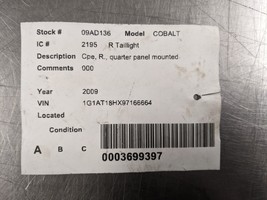 Stock # 09AD136 Model COBALT
IC # 2195 R Taillight
Description Cpe, R., quarter panel mounted
Comments 000
Year 2009
VIN 1G1AT18HX97166664
Located
Condition
A B C
0003699397